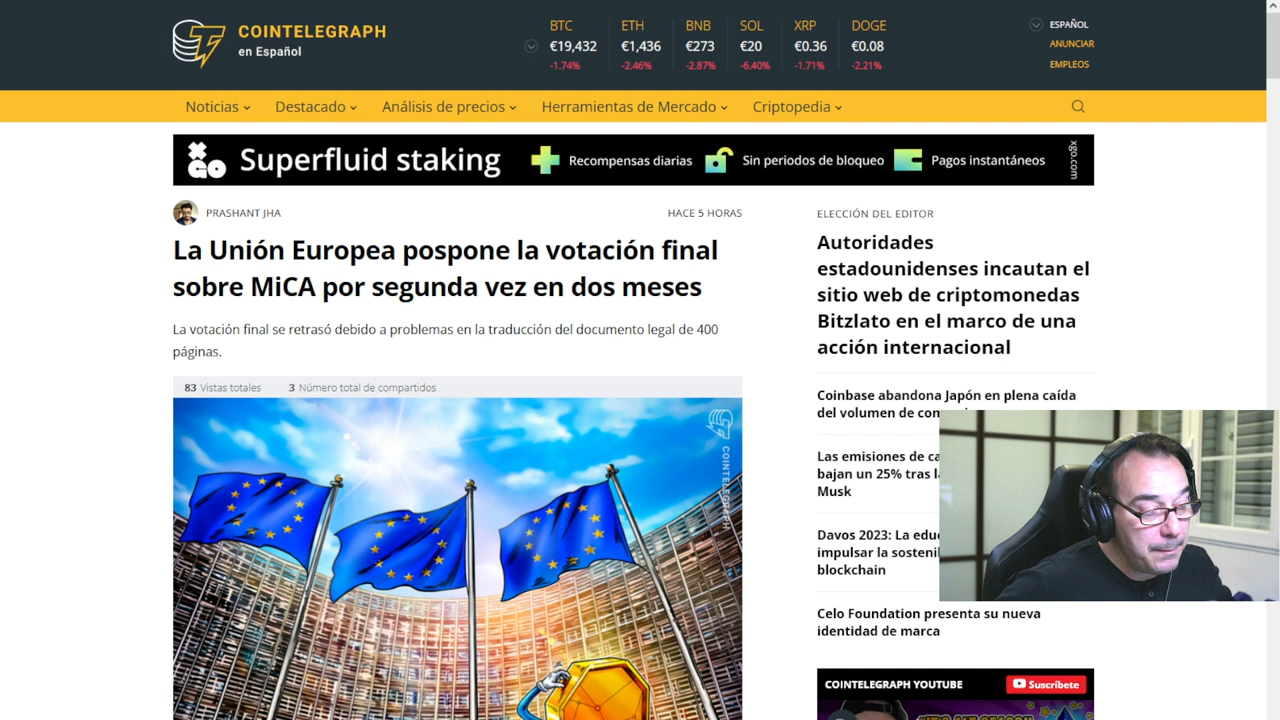 COINTELEGRAPH
en Español
BTC ETH BNB SOL XRP DOGE
€19,432 €1,436 €273 €20 €0.36 €0.08
-1.74% -2.46% -2.87% -6.40% -1.71% -2.21%
ESPAÑOL
ANUNCIAR
EMPLEOS
Noticias Destacado Análisis de precios Herramientas de Mercado Criptopedia
XGO Superfluid staking Recompensas diarias Sin periodos de bloqueo Pagos instantáneos xgo.com
PRASHANT JHA HACE 5 HORAS
La Unión Europea pospone la votación final
sobre MiCA por segunda vez en dos meses
La votación final se retrasó debido a problemas en la traducción del documento legal de 400
páginas.
83 Vistas totales 3 Número total de compartidos
COINTELEGRAPH
ELECCIÓN DEL EDITOR
Autoridades
estadounidenses incautan el
sitio web de criptomonedas
Bitzlato en el marco de una
acción internacional
Coinbase abandona Japón en plena caída
del volumen de
Las emisiones de
bajan un 25% tras
Musk
Davos 2023: La
impulsar la
blockchain
Celo Foundation presenta su nueva
identidad de marca
COINTELEGRAPH YOUTUBE Suscríbete